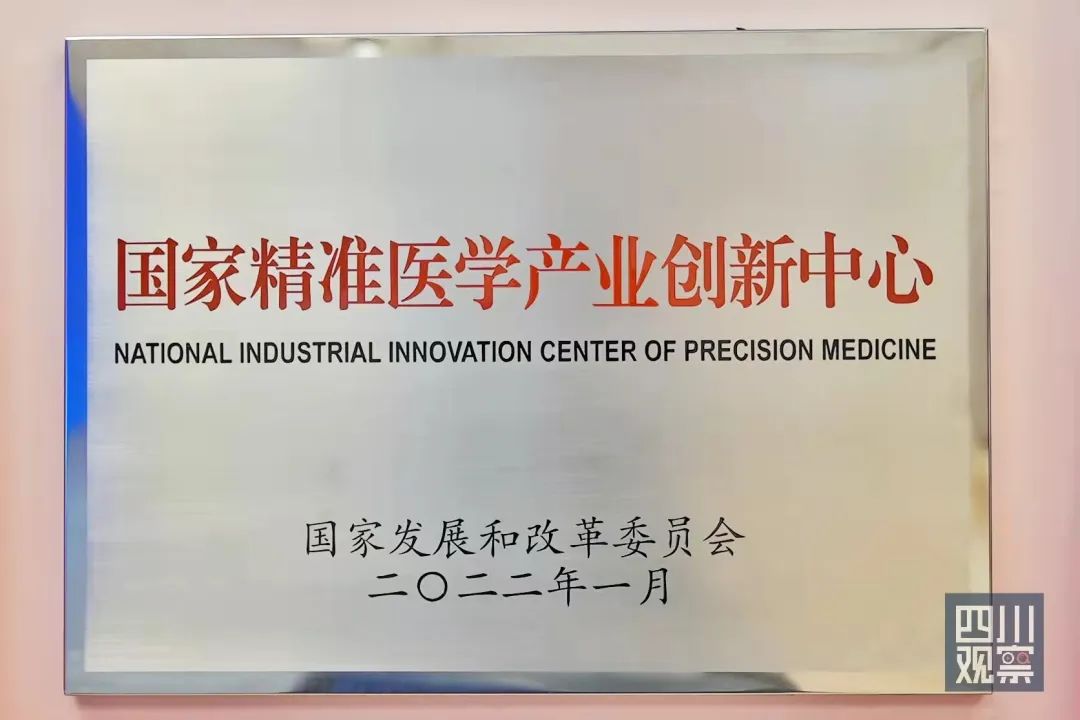 国家精准医学产业创新中心
NATIONAL INDUSTRIAL INNOVATION CENTER OF PRECISION MEDICINE
国家发展和改革委员会
二〇二二年一月
四川
观察